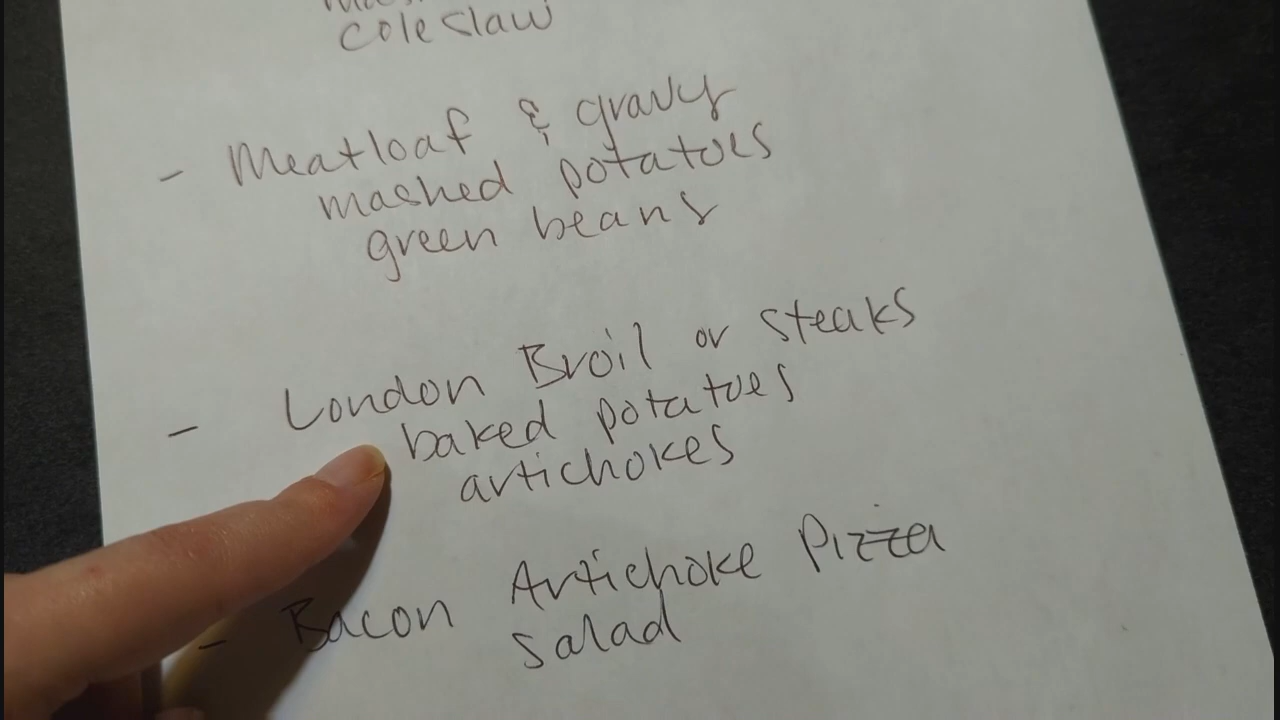 coleslaw
- Meatloaf & gravy
mashed potatoes
green beans
- London Broil or steaks
baked potatoes
artichokes
- Bacon Artichoke Pizza
salad